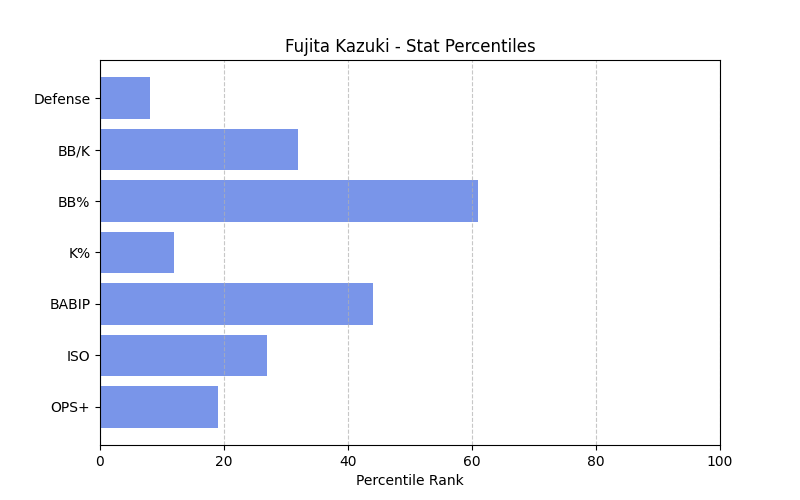 Fujita Kazuki - Stat Percentiles
Defense
BB/K
BB%
K%
BABIP
ISO
OPS+
0 20 40 60 80 100
Percentile Rank